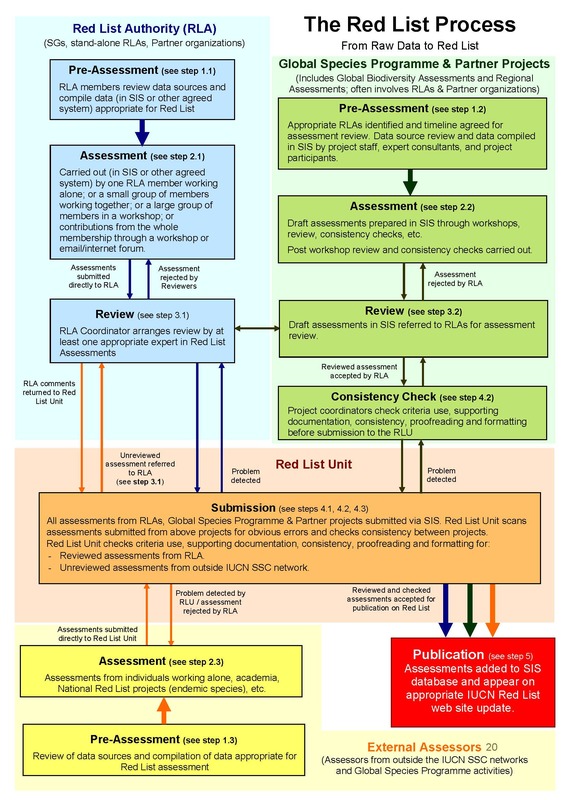 The Red List Process
From Raw Data to Red List
Red List Authority (RLA)
(SGs, stand-alone RLAs, Partner organizations)
Pre-Assessment (see step 1.1)
RLA members review data sources and
compile data (in SIS or other agreed
system) appropriate for Red List
Assessment (see step 2.1)
Carried out (in SIS or other agreed
system) by one RLA member working
alone; or a small group of members
working together; or a large group of
members in a workshop; or
contributions from the whole
membership through a workshop or
email/internet forum.
Assessments
submitted
directly to RLA
Assessment
rejected by
Reviewers
Review (see step 3.1)
RLA Coordinator arranges review by at
least one appropriate expert in Red List
Assessments
RLA comments
returned to Red
List Unit
Unreviewed
assessment referred
to RLA
(see step 3.1)
Problem
detected
Global Species Programme & Partner Projects
(Includes Global Biodiversity Assessments and Regional
Assessments; often involves RLAs & Partner organizations)
Pre-Assessment (see step 1.2)
Appropriate RLAs identified and timeline agreed for
assessment review. Data source review and data compiled
in SIS by project staff, expert consultants, and project
participants.
Assessment (see step 2.2)
Draft assessments prepared in SIS through workshops,
review, consistency checks, etc.
Post workshop review and consistency checks carried out.
Assessment
rejected by RLA
Review (see step 3.2)
Draft assessments in SIS referred to RLAs for assessment
review.
Reviewed assessment
accepted by RLA
Consistency Check (see step 4.2)
Project coordinators check criteria use, supporting
documentation, consistency, proofreading and formatting
before submission to the RLU
Problem
detected
Red List Unit
Submission (see steps 4.1, 4.2, 4.3)
All assessments from RLAs, Global Species Programme & Partner projects submitted via SIS. Red List Unit scans
assessments submitted from above projects for obvious errors and checks consistency between projects.
Red List Unit checks criteria use, supporting documentation, consistency, proofreading and formatting for:
- Reviewed assessments from RLA.
- Unreviewed assessments from outside IUCN SSC network.
Assessments submitted
directly to Red List Unit
Problem detected by
RLU / assessment
rejected by RLA
Reviewed and checked
assessments accepted for
publication on Red List
Assessment (see step 2.3)
Assessments from individuals working alone, academia,
National Red List projects (endemic species), etc.
Pre-Assessment (see step 1.3)
Review of data sources and compilation of data appropriate for
Red List assessment
Publication (see step 5)
Assessments added to SIS
database and appear on
appropriate IUCN Red List
web site update.
External Assessors 20
(Assessors from outside the IUCN SSC networks
and Global Species Programme activities)